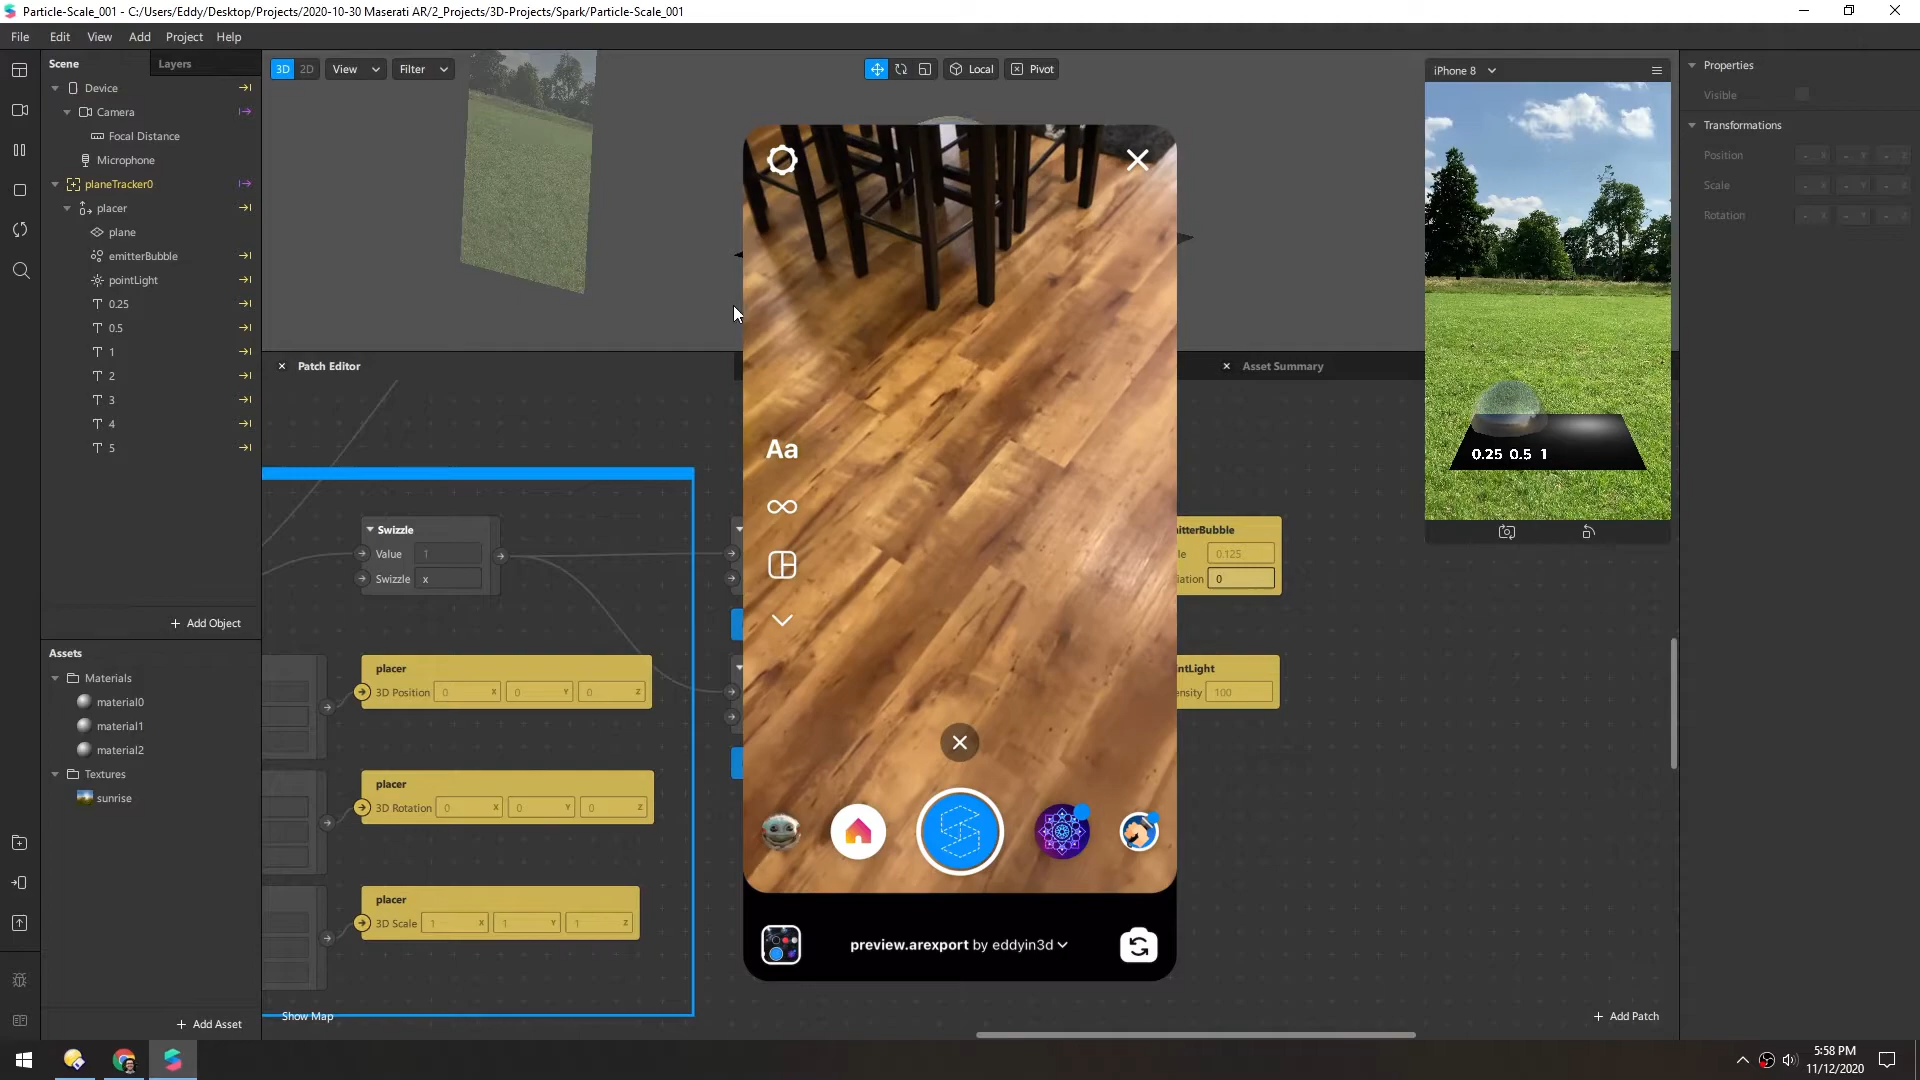 Particle-Scale_001 - C:/Users/Eddy/Desktop/Projects/2020-10-30 Maserati AR/2_Projects/3D-Projects/Spark/Particle-Scale_001
File Edit View Add Project Help
Scene Layers
Device
Camera
Focal Distance
Microphone
planeTracker0
placer
plane
emitterBubble
pointLight
0.25
0.5
1
2
3
4
5
+ Add Object
Assets
Materials
material0
material1
material2
Textures
sunrise
+ Add Asset
3D 2D View Filter Local Pivot
Patch Editor
Asset Summary
Swizzle
Value 1
Swizzle x
placer
3D Position 0 X 0 Y 0 Z
placer
3D Rotation 0 X 0 Y 0 Z
placer
3D Scale 1 X 1 Y 1 Z
Show Map
Aa
preview.arexport by eddyin3d
itterBubble
le 0.125
iation 0
intLight
ensity 100
+ Add Patch
iPhone 8
0.25 0.5 1
Properties
Visible
Transformations
Position - X - Y - X
Scale - X - Y - X
Rotation - X - Y - X
5:58 PM
11/12/2020